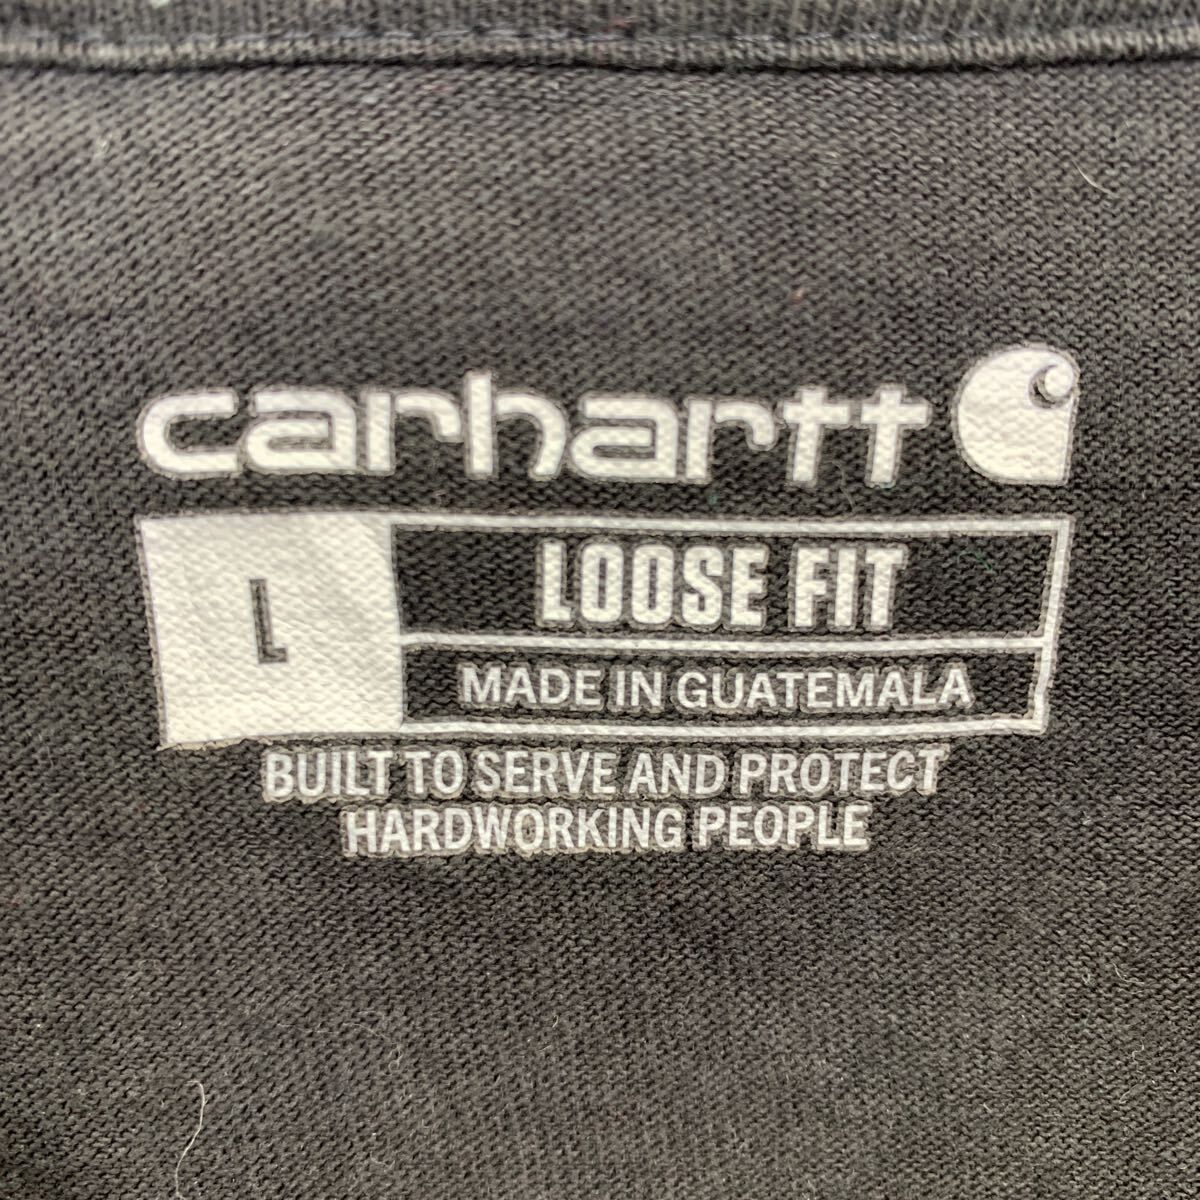 carhartt
L
LOOSE FIT
MADE IN GUATEMALA
BUILT TO SERVE AND PROTECT
HARDWORKING PEOPLE